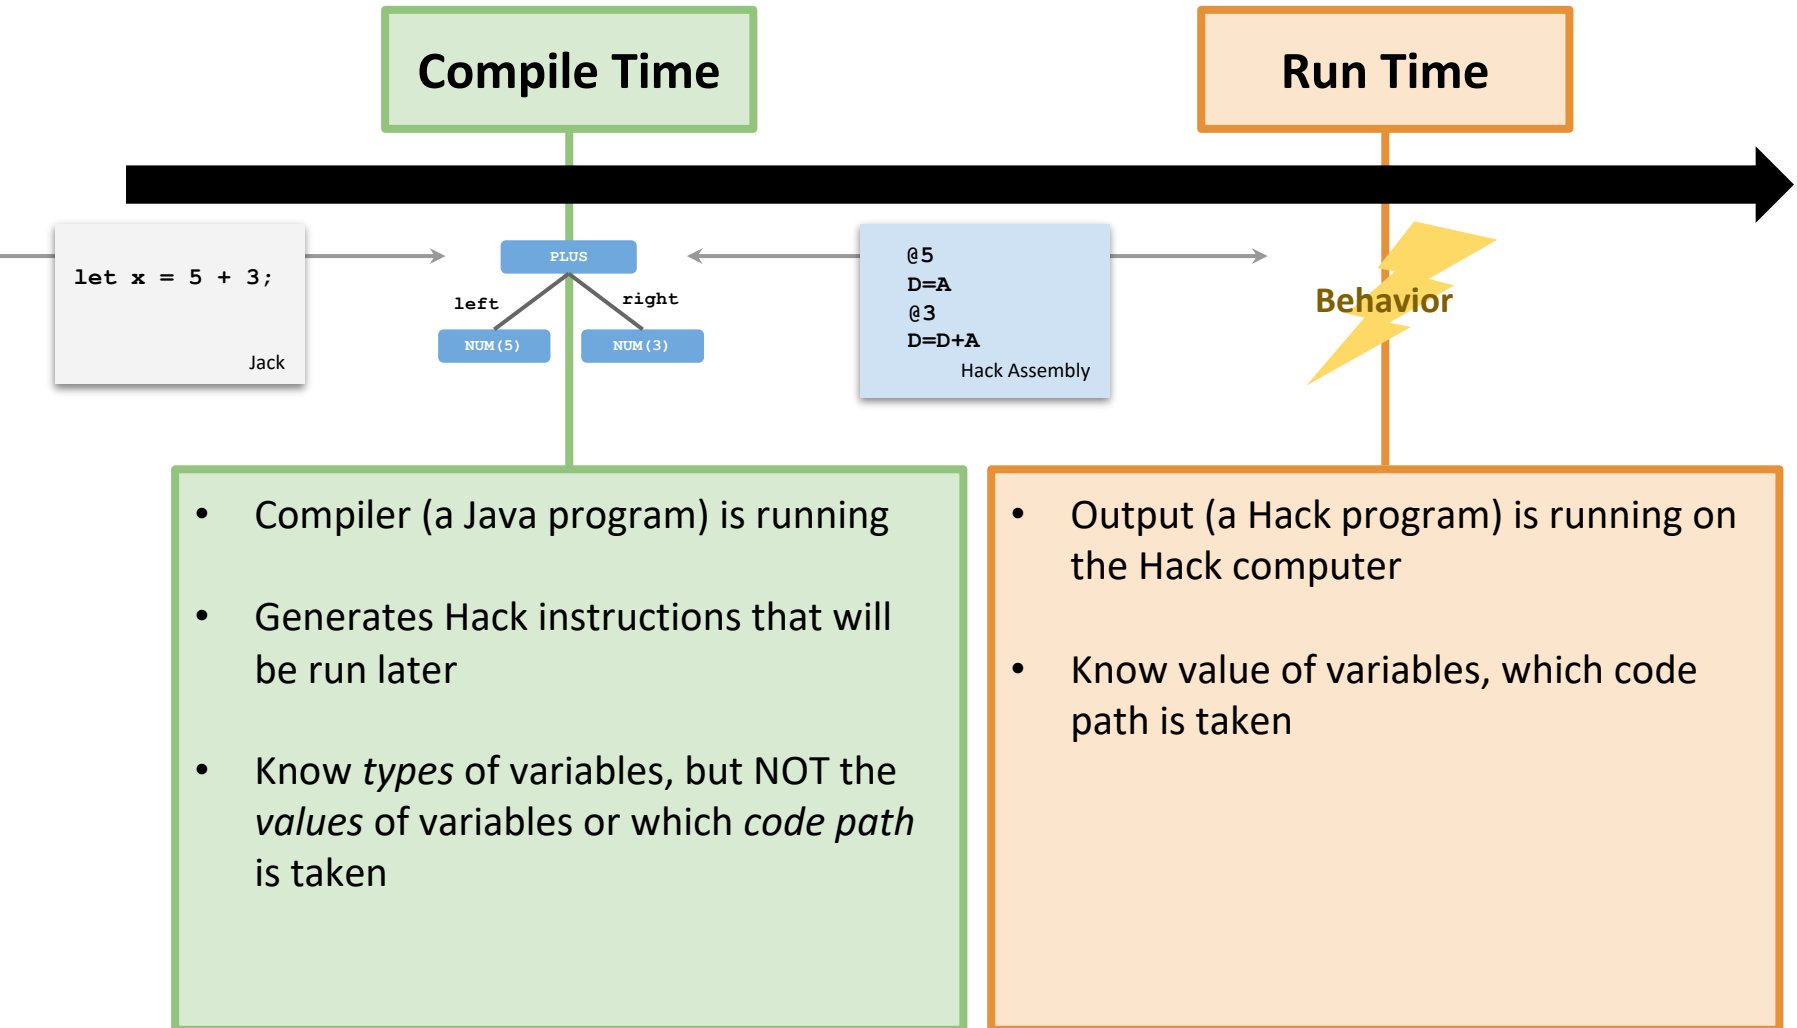 Compile Time
Run Time
let x = 5 + 3;
Jack
PLUS
left
right
NUM(5)
NUM(3)
@5
D=A
@3
D=D+A
Hack Assembly
Behavior
• Compiler (a Java program) is running
• Generates Hack instructions that will
be run later
• Know types of variables, but NOT the
values of variables or which code path
is taken
• Output (a Hack program) is running on
the Hack computer
• Know value of variables, which code
path is taken